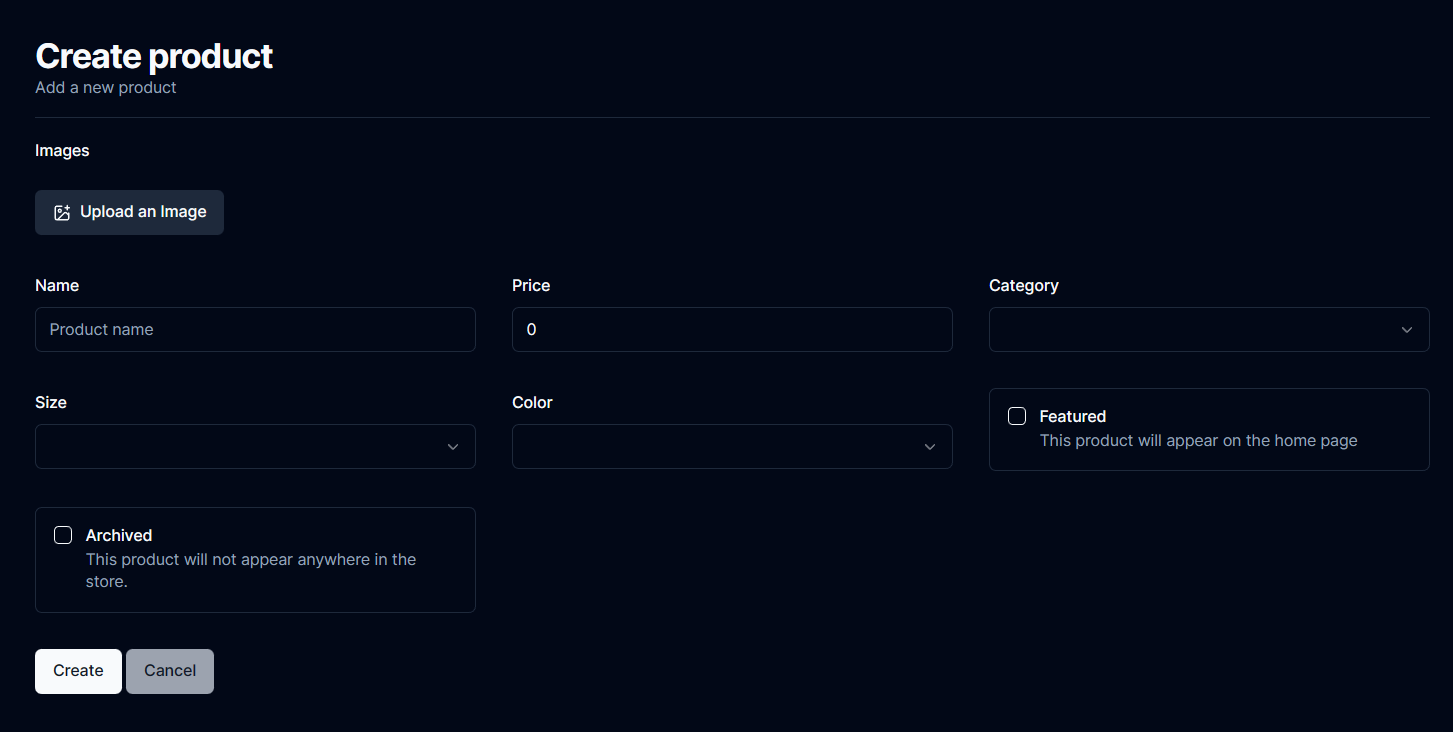 Create product
Add a new product
Images
Upload an Image
Name
Price
Category
Product name
0
Size
Color
Featured
This product will appear on the home page
Archived
This product will not appear anywhere in the
store.
Create
Cancel